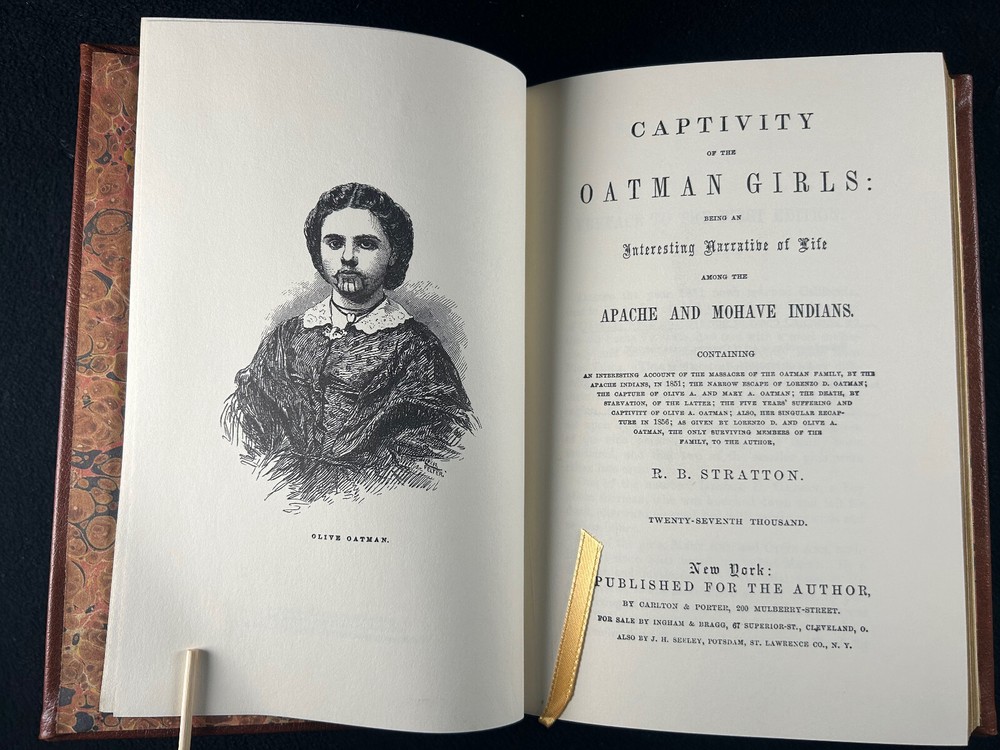 OLIVE OATMAN.
CAPTIVITY
OF THE
OATMAN GIRLS:
BEING AN
Interesting Narrative of Life
AMONG THE
APACHE AND MOHAVE INDIANS.
CONTAINING
AN INTERESTING ACCOUNT OF THE MASSACRE OF THE OATMAN FAMILY, BY THE
APACHE INDIANS, IN 1851; THE NARROW ESCAPE OF LORENZO D. OATMAN;
THE CAPTURE OF OLIVE A. AND MARY A. OATMAN; THE DEATH, BY
STARVATION, OF THE LATTER; THE FIVE YEARS' SUFFERING AND
CAPTIVITY OF OLIVE A. OATMAN; ALSO, HER SINGULAR RECAP-
TURE IN 1856; AS GIVEN BY LORENZO D. AND OLIVE A.
OATMAN, THE ONLY SURVIVING MEMBERS OF THE
FAMILY, TO THE AUTHOR,
R. B. STRATTON.
TWENTY-SEVENTH THOUSAND.
New York:
PUBLISHED FOR THE AUTHOR,
BY CARLTON & PORTER, 200 MULBERRY-STREET.
FOR SALE BY INGHAM & BRAGG, 67 SUPERIOR-ST., CLEVELAND, O.
ALSO BY J. H. SEELEY, POTSDAM, ST. LAWRENCE CO., N. Y.